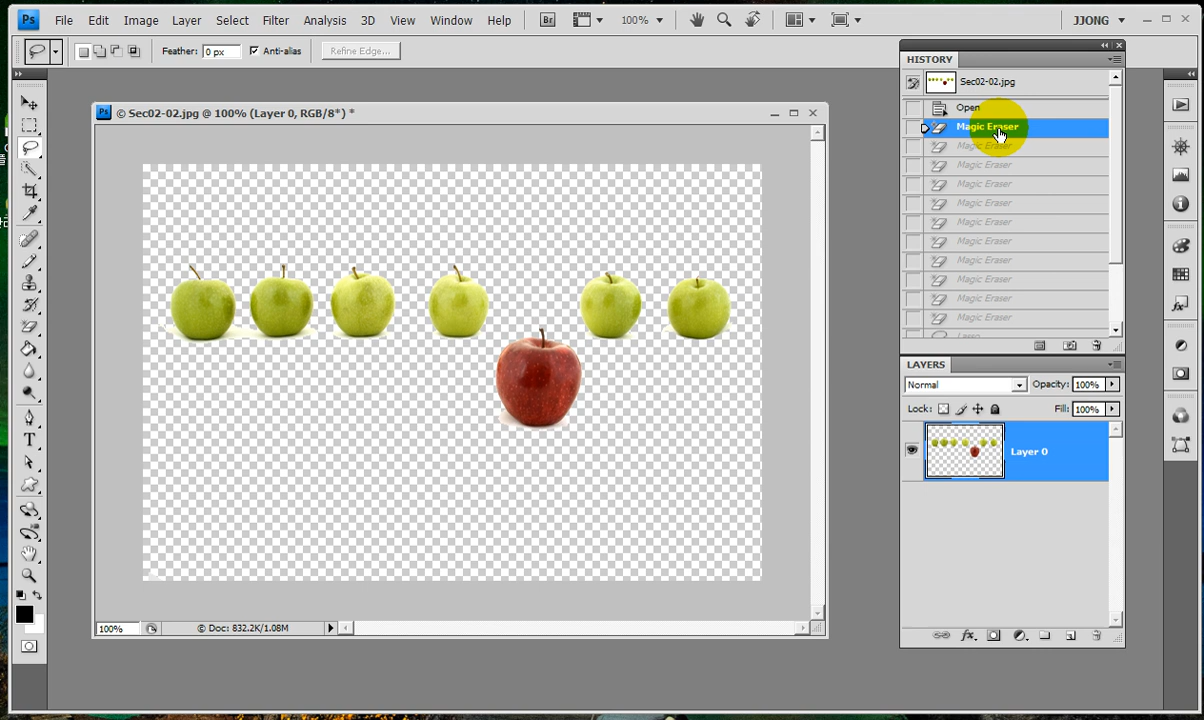 Ps File Edit Image Layer Select Filter Analysis 3D View Window Help Br 100% JJONG
Feather: 0 px Anti-alias Refine Edge...
HISTORY
Sec02-02.jpg
Open
Magic Eraser
Magic Eraser
Magic Eraser
Magic Eraser
Magic Eraser
Magic Eraser
Magic Eraser
Magic Eraser
Magic Eraser
Magic Eraser
Magic Eraser
Lasso
Ps © Sec02-02.jpg @ 100% (Layer 0, RGB/8*) *
LAYERS
Normal Opacity: 100%
Lock: Fill: 100%
Layer 0
T
100% © Doc: 832.2K/1.08M
fx